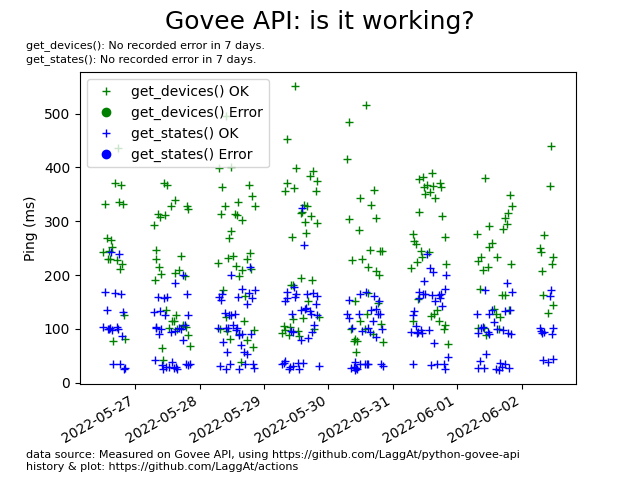 Govee API: is it working?
get_devices(): No recorded error in 7 days.
get_states(): No recorded error in 7 days.
get_devices() OK
get_devices() Error
get_states() OK
get_states() Error
Ping (ms)
500
400
300
200
100
0
2022-05-27
2022-05-28
2022-05-29
2022-05-30
2022-05-31
2022-06-01
2022-06-02
data source: Measured on Govee API, using https://github.com/LaggAt/python-govee-api
history & plot: https://github.com/LaggAt/actions